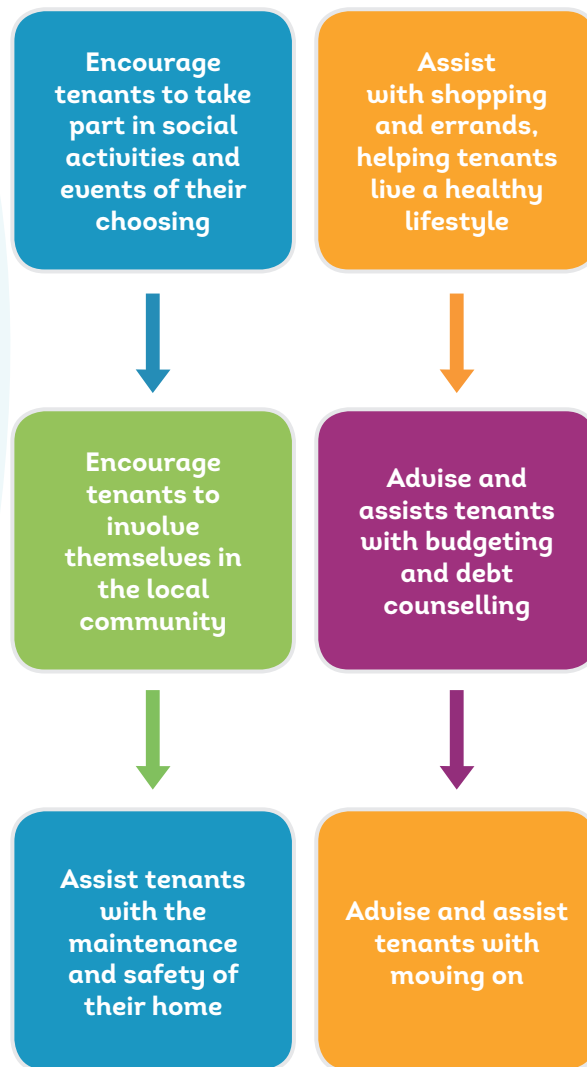 Encourage
tenants to take
part in social
activities and
events of their
choosing
Encourage
tenants to
involve
themselves in
the local
community
Assist tenants
with the
maintenance
and safety of
their home
Assist
with shopping
and errands,
helping tenants
live a healthy
lifestyle
Advise and
assists tenants
with budgeting
and debt
counselling
Advise and assist
tenants with
moving on